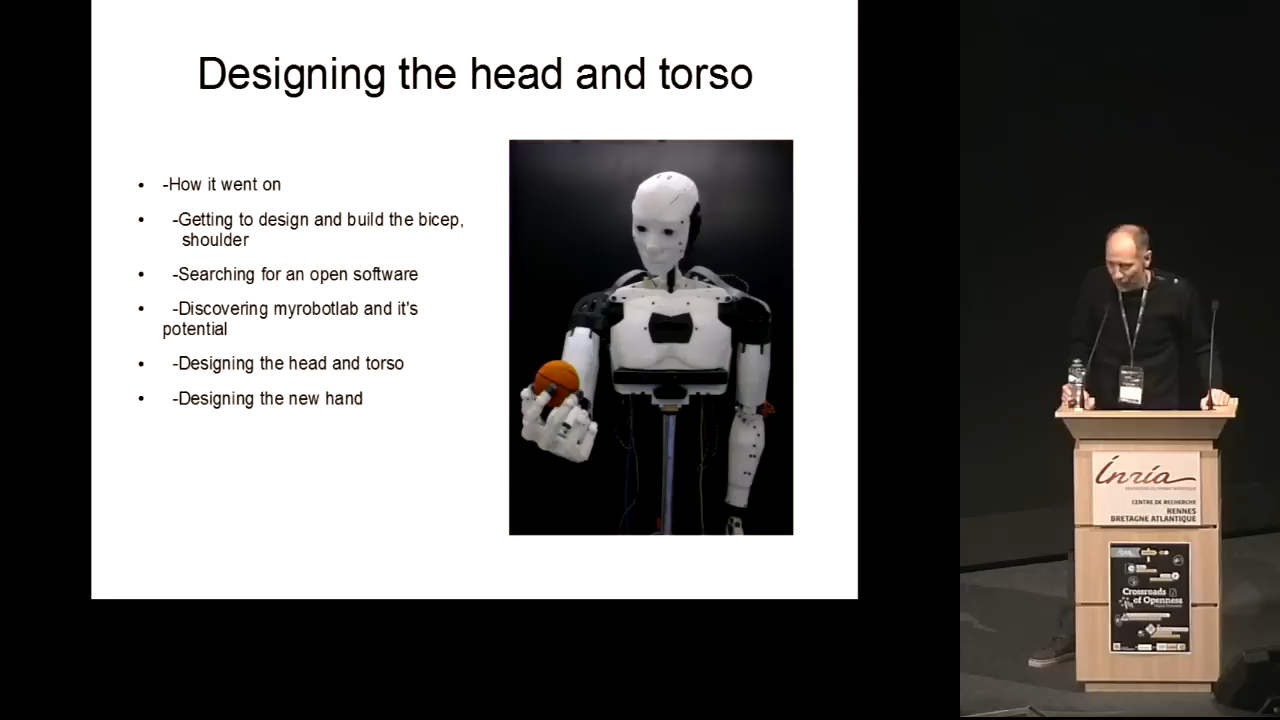 Designing the head and torso
• -How it went on
• -Getting to design and build the bicep,
shoulder
• -Searching for an open software
• -Discovering myrobotlab and it's
potential
• -Designing the head and torso
• -Designing the new hand
Inria
CENTRE DE RECHERCHE
RENNES
BRETAGNE ATLANTIQUE
Crossroads
of Openness